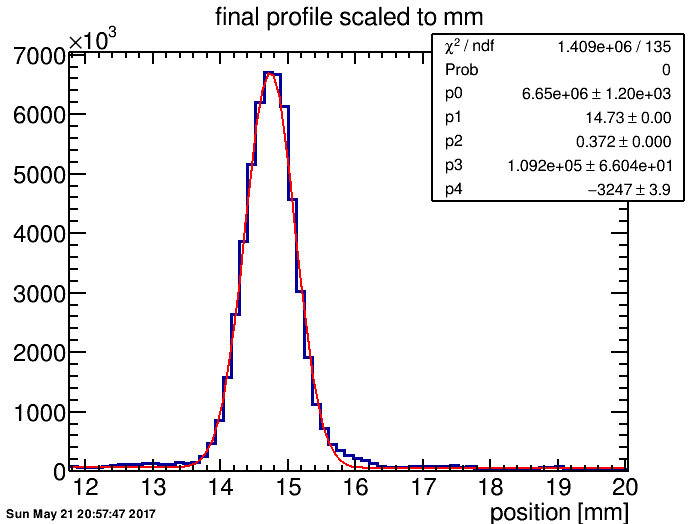 final profile scaled to mm
×10³
χ² / ndf 1.409e+06 / 135
Prob 0
p0 6.65e+06 ± 1.20e+03
p1 14.73 ± 0.00
p2 0.372 ± 0.000
p3 1.092e+05 ± 6.604e+01
p4 −3247 ± 3.9
7000
6000
5000
4000
3000
2000
1000
0
12 13 14 15 16 17 18 19 20
position [mm]
Sun May 21 20:57:47 2017